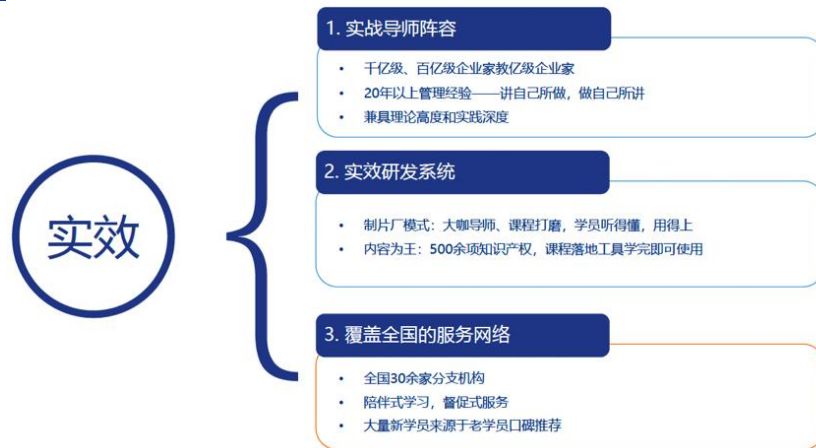 实效
1. 实战导师阵容
• 千亿级、百亿级企业家教亿级企业家
• 20年以上管理经验——讲自己所做，做自己所讲
• 兼具理论高度和实践深度
2. 实效研发系统
• 制片厂模式：大咖导师、课程打磨，学员听得懂，用得上
• 内容为王：500余项知识产权，课程落地工具学完即可使用
3. 覆盖全国的服务网络
• 全国30余家分支机构
• 陪伴式学习，督促式服务
• 大量新学员来源于老学员口碑推荐